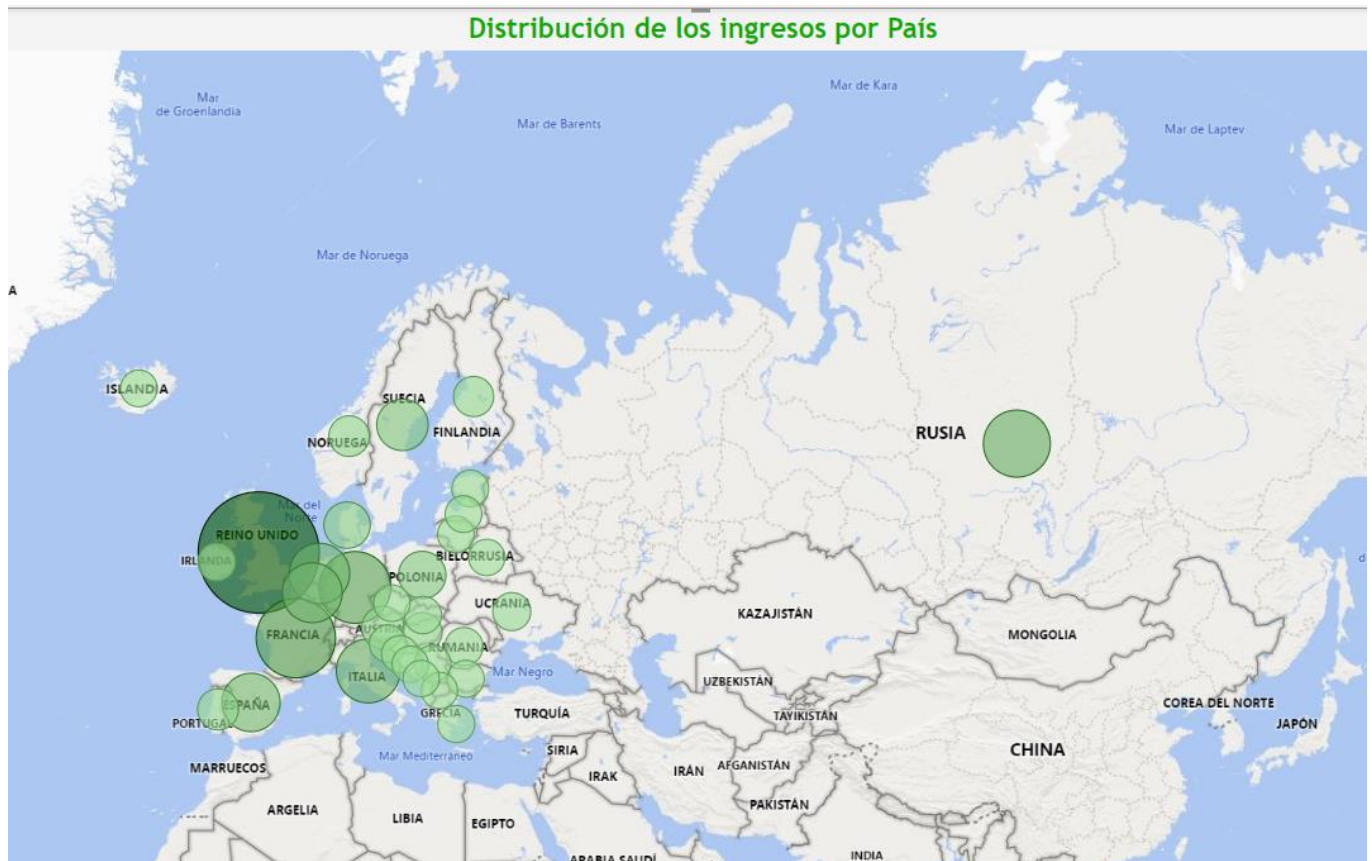 Distribución de los ingresos por País
Mar de Kara
Mar
de Groenlandia
Mar de Barents
Mar de Laptev
Mar de Noruega
A
ISLANDIA
SUECIA
NORUEGA
FINLANDIA
RUSIA
Mar del
Norte
REINO UNIDO
IRLANDA
BIELORRUSIA
POLONIA
UCRANIA
KAZAJISTÁN
FRANCIA
MONGOLIA
RUMANIA
ITALIA
Mar Negro
UZBEKISTÁN
ESPAÑA
COREA DEL NORTE
PORTUGAL
GRECIA
TURQUÍA
TAYIKISTÁN
JAPÓN
SIRIA
CHINA
Mar Mediterráneo
MARRUECOS
IRAK
IRÁN
AFGANISTÁN
PAKISTÁN
ARGELIA
LIBIA
EGIPTO
INDIA
ARABIA SAUDÍ